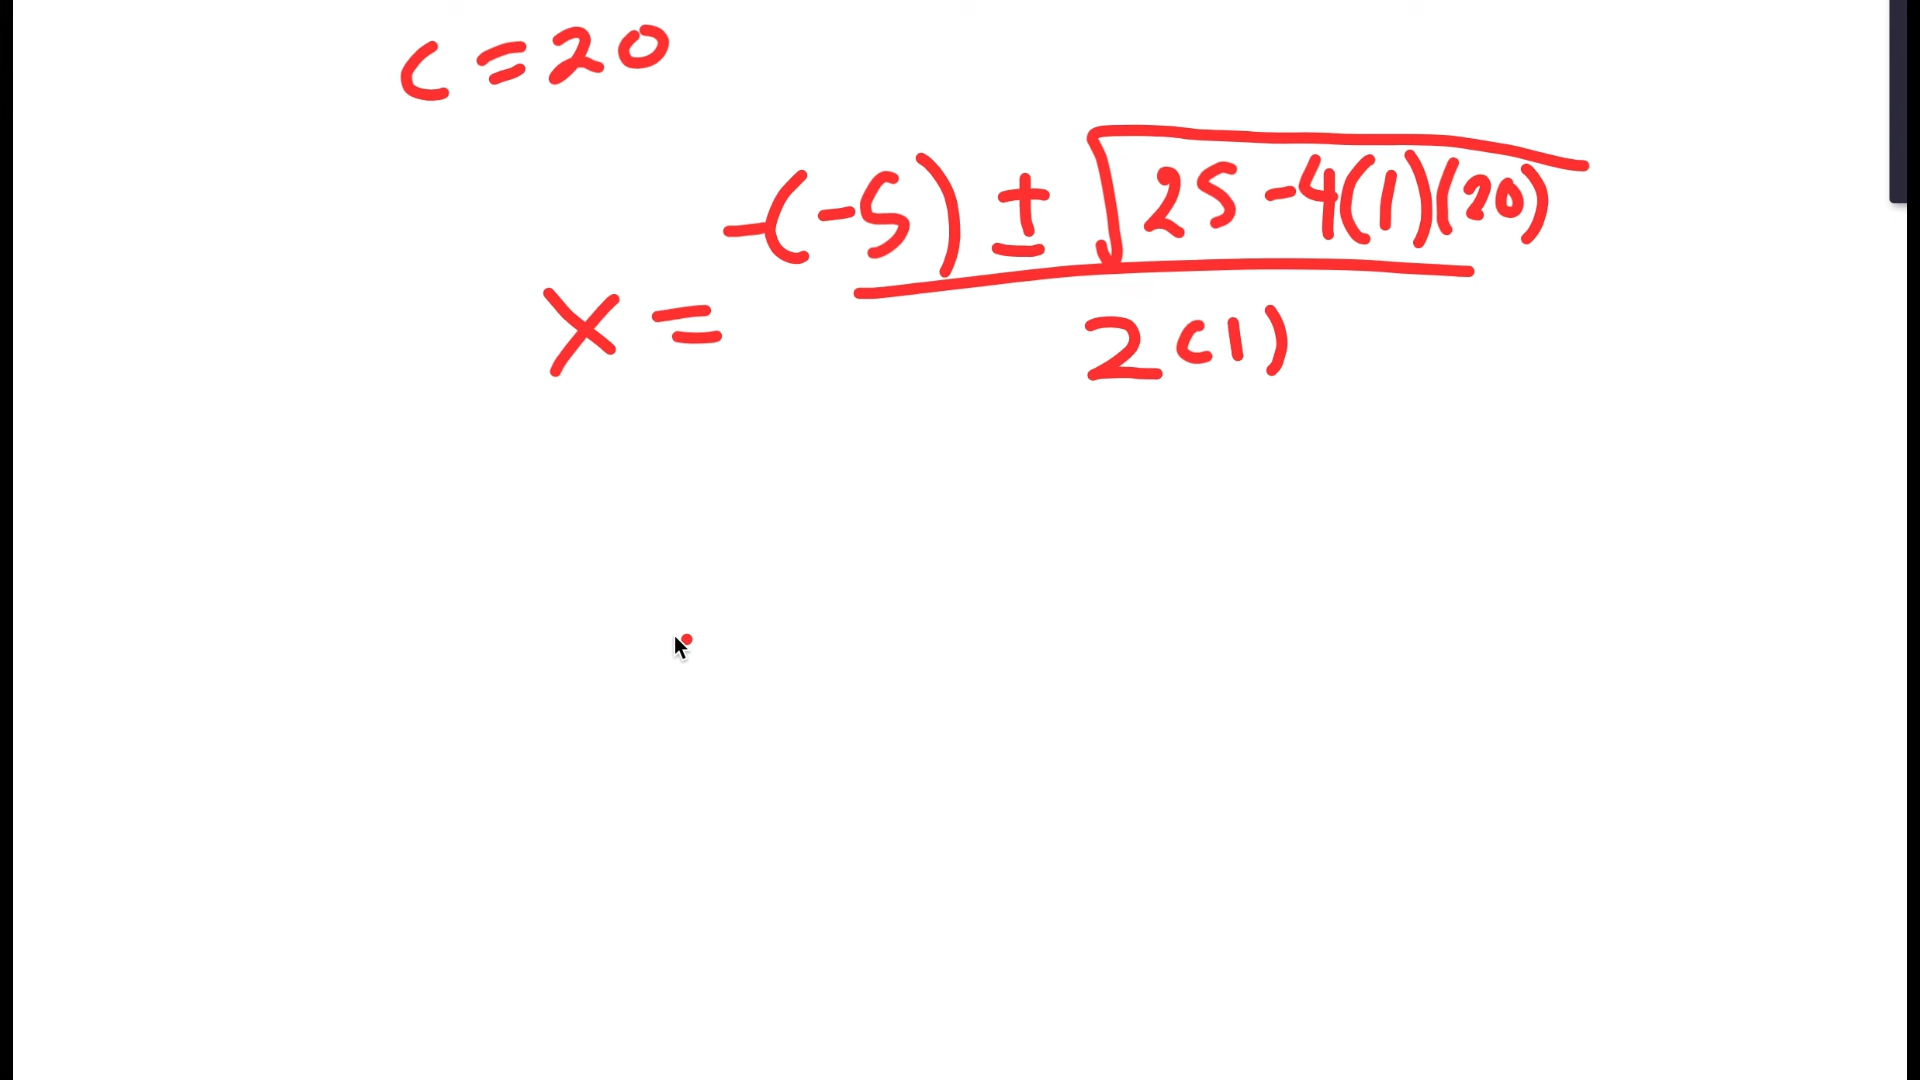 c = 20
x = -(-5) ± √25 - 4(1)(20) / 2(1)